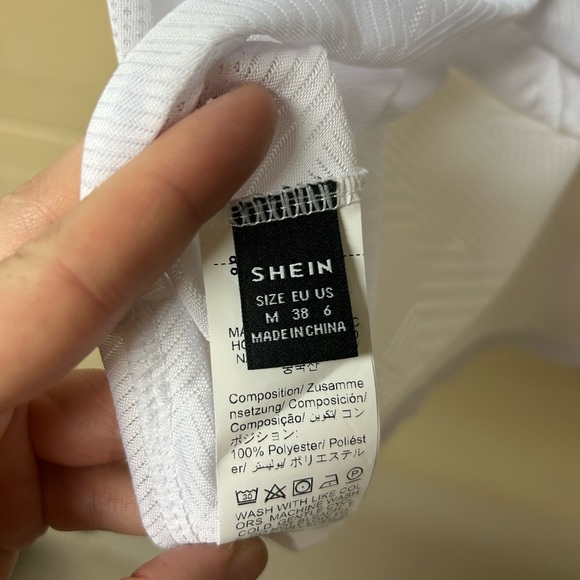 SHEIN
SIZE EU US
M 38 6
MADE IN CHINA
Composition/ Zusamme
nsetzung/ Composición/
Composição/ تكوين/ コン
ポジション:
100% Polyester/ Poliést
er/ بوليستر/ ポリエステル
30
P
WASH WITH LIKE COL
ORS. MACHINE WASH